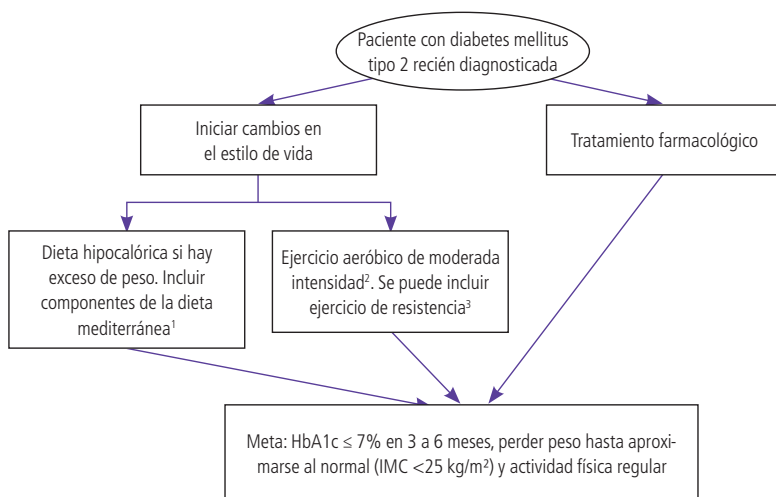 Paciente con diabetes mellitus
tipo 2 recién diagnosticada
Iniciar cambios en
el estilo de vida
Tratamiento farmacológico
Dieta hipocalórica si hay
exceso de peso. Incluir
componentes de la dieta
mediterránea¹
Ejercicio aeróbico de moderada
intensidad². Se puede incluir
ejercicio de resistencia³
Meta: HbA1c ≤ 7% en 3 a 6 meses, perder peso hasta aproxi-
marse al normal (IMC <25 kg/m²) y actividad física regular